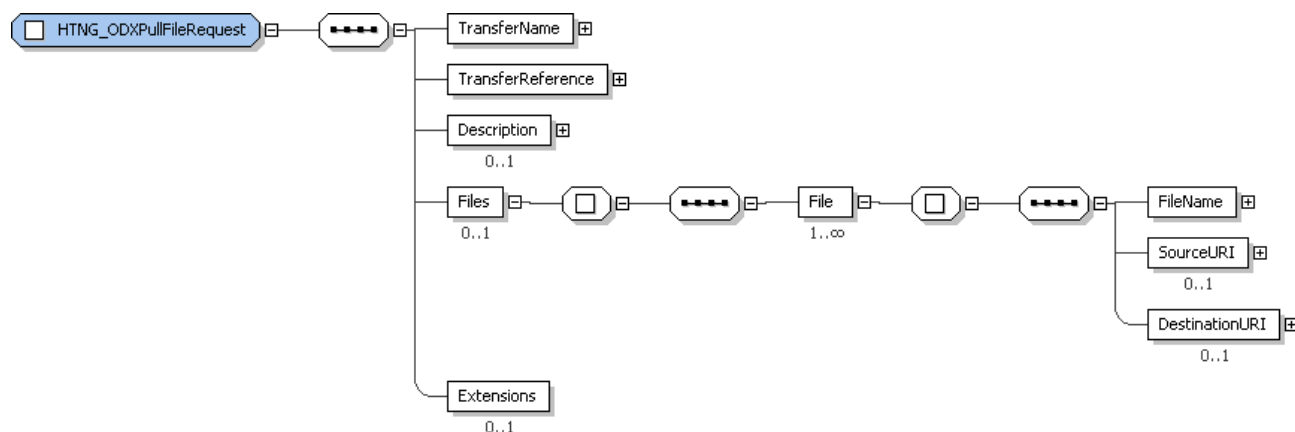 HTNG_ODXPullFileRequest
TransferName
TransferReference
Description
0..1
Files
0..1
File
1..∞
FileName
SourceURI
0..1
DestinationURI
0..1
Extensions
0..1